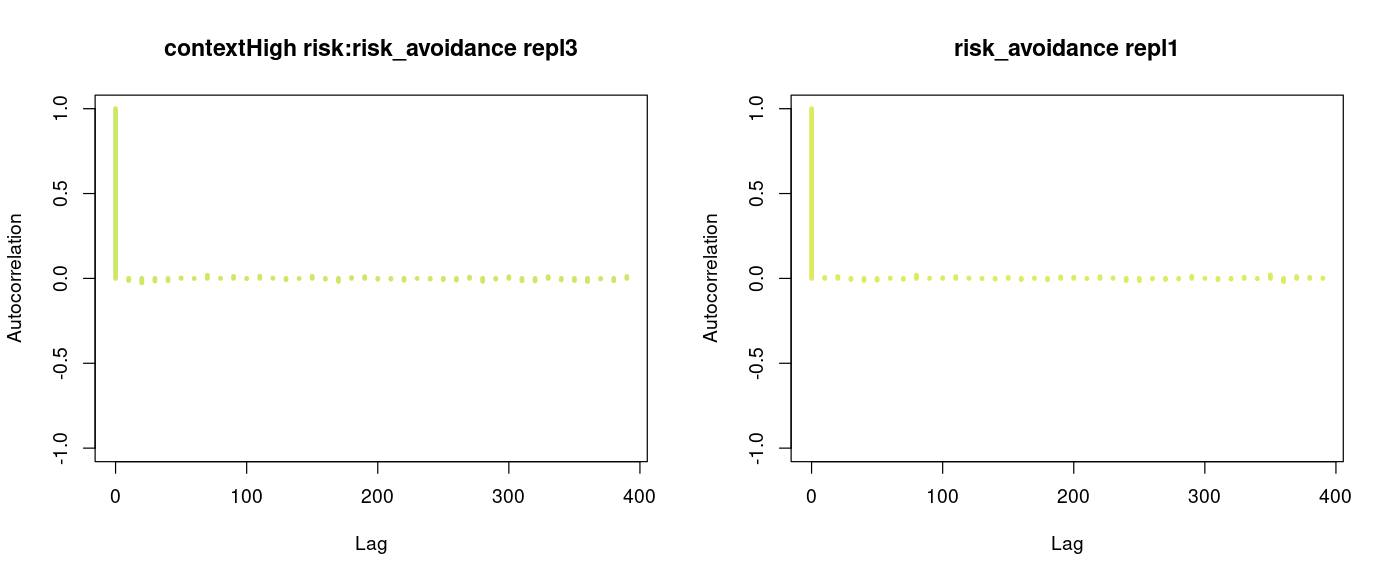 contextHigh risk:risk_avoidance repl3
Autocorrelation
1.0
0.5
0.0
-0.5
-1.0
0 100 200 300 400
Lag
risk_avoidance repl1
Autocorrelation
1.0
0.5
0.0
-0.5
-1.0
0 100 200 300 400
Lag